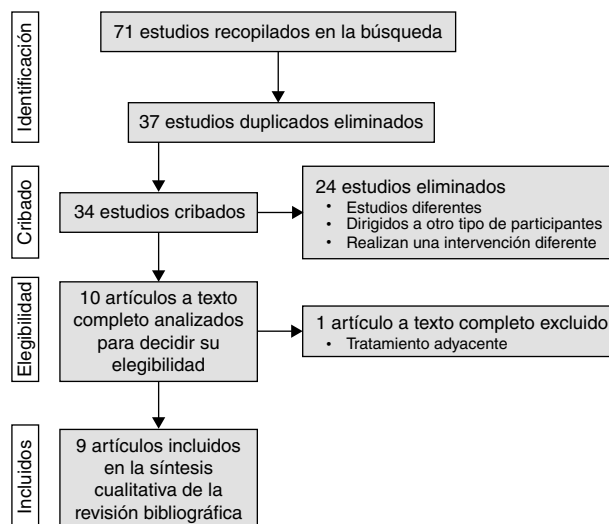 Identificación
71 estudios recopilados en la búsqueda
37 estudios duplicados eliminados
Cribado
34 estudios cribados
24 estudios eliminados
• Estudios diferentes
• Dirigidos a otro tipo de participantes
• Realizan una intervención diferente
Elegibilidad
10 artículos a texto
completo analizados
para decidir su
elegibilidad
1 artículo a texto completo excluido
• Tratamiento adyacente
Incluidos
9 artículos incluidos
en la síntesis
cualitativa de la
revisión bibliográfica